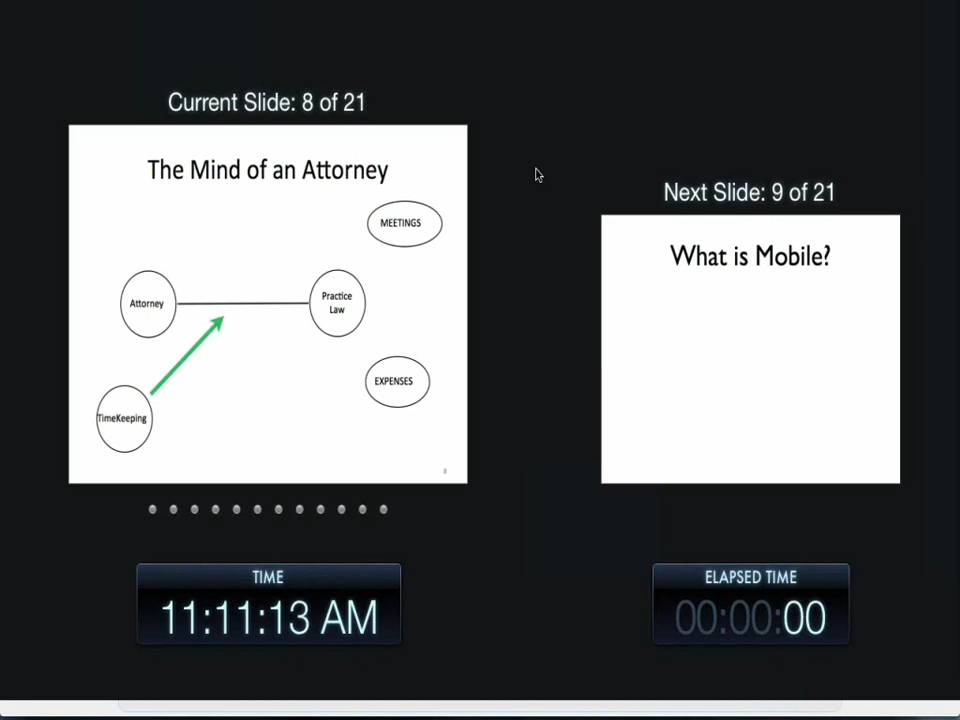 Current Slide: 8 of 21
The Mind of an Attorney
MEETINGS
Attorney
Practice
Law
EXPENSES
TimeKeeping
8
Next Slide: 9 of 21
What is Mobile?
TIME
11:11:13 AM
ELAPSED TIME
00:00:00